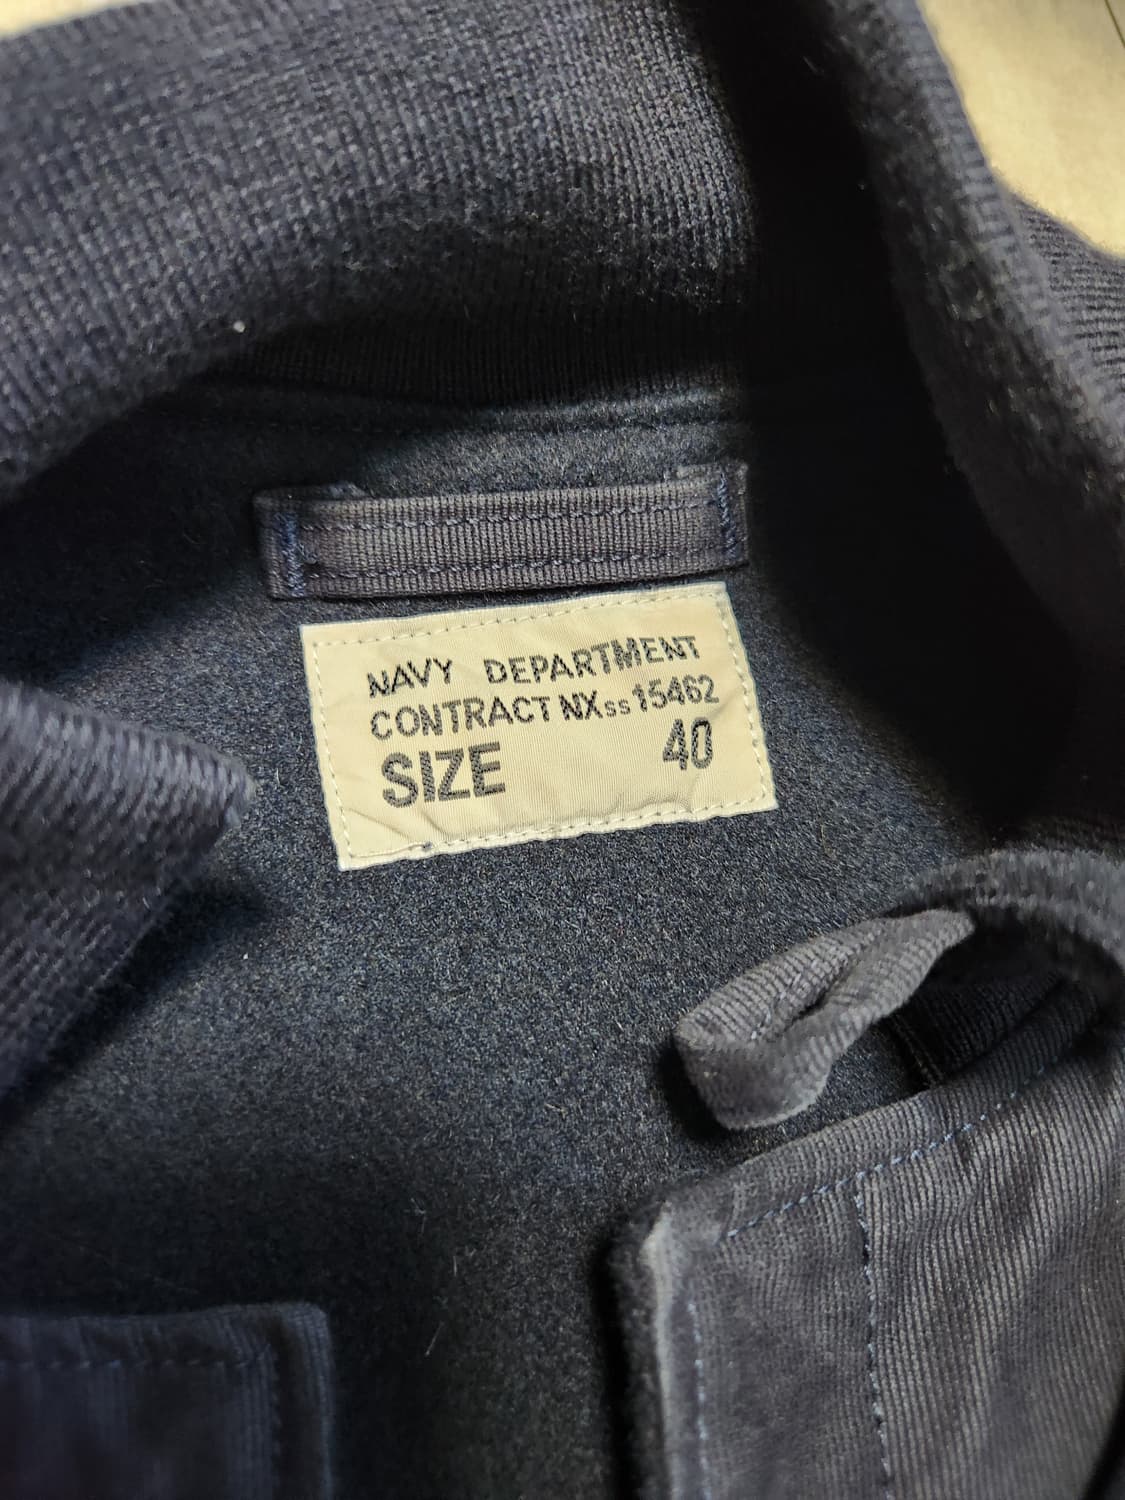 NAVY DEPARTMENT
CONTRACT NXss 15462
SIZE 40